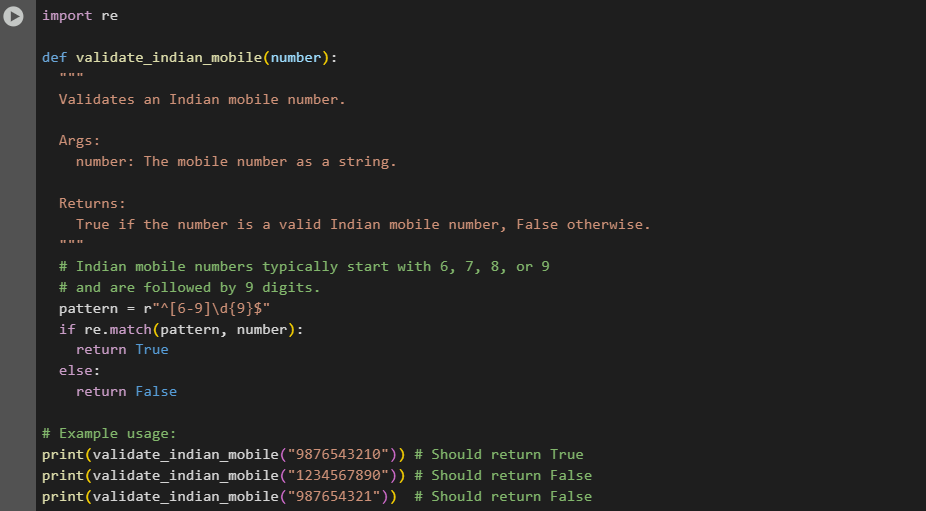 import re

def validate_indian_mobile(number):
  """
  Validates an Indian mobile number.

  Args:
    number: The mobile number as a string.

  Returns:
    True if the number is a valid Indian mobile number, False otherwise.
  """
  # Indian mobile numbers typically start with 6, 7, 8, or 9
  # and are followed by 9 digits.
  pattern = r"^[6-9]\d{9}$"
  if re.match(pattern, number):
    return True
  else:
    return False

# Example usage:
print(validate_indian_mobile("9876543210")) # Should return True
print(validate_indian_mobile("1234567890")) # Should return False
print(validate_indian_mobile("987654321"))  # Should return False